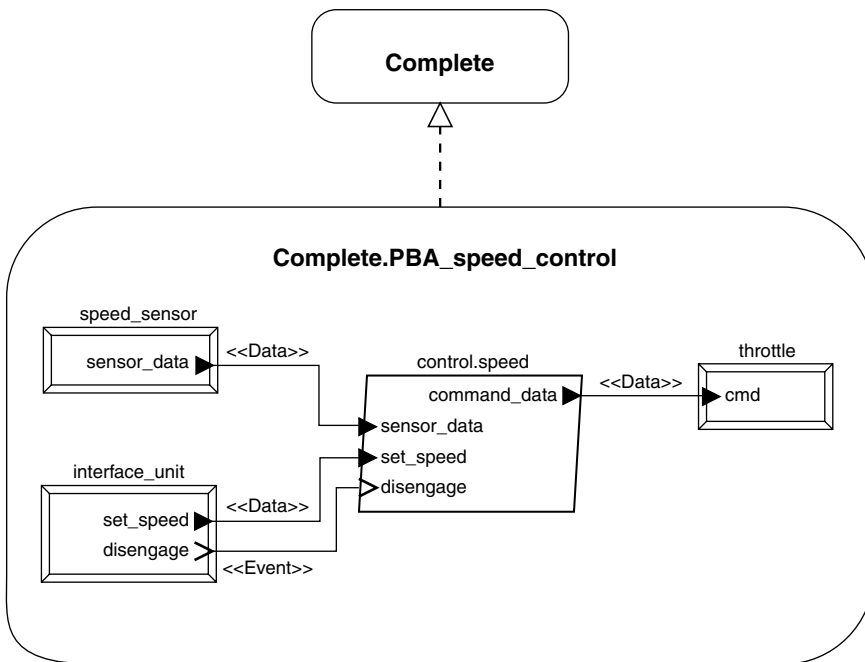 Complete
Complete.PBA_speed_control
speed_sensor
sensor_data
<<Data>>
control.speed
command_data
sensor_data
set_speed
disengage
<<Data>>
throttle
cmd
interface_unit
set_speed
disengage
<<Data>>
<<Event>>